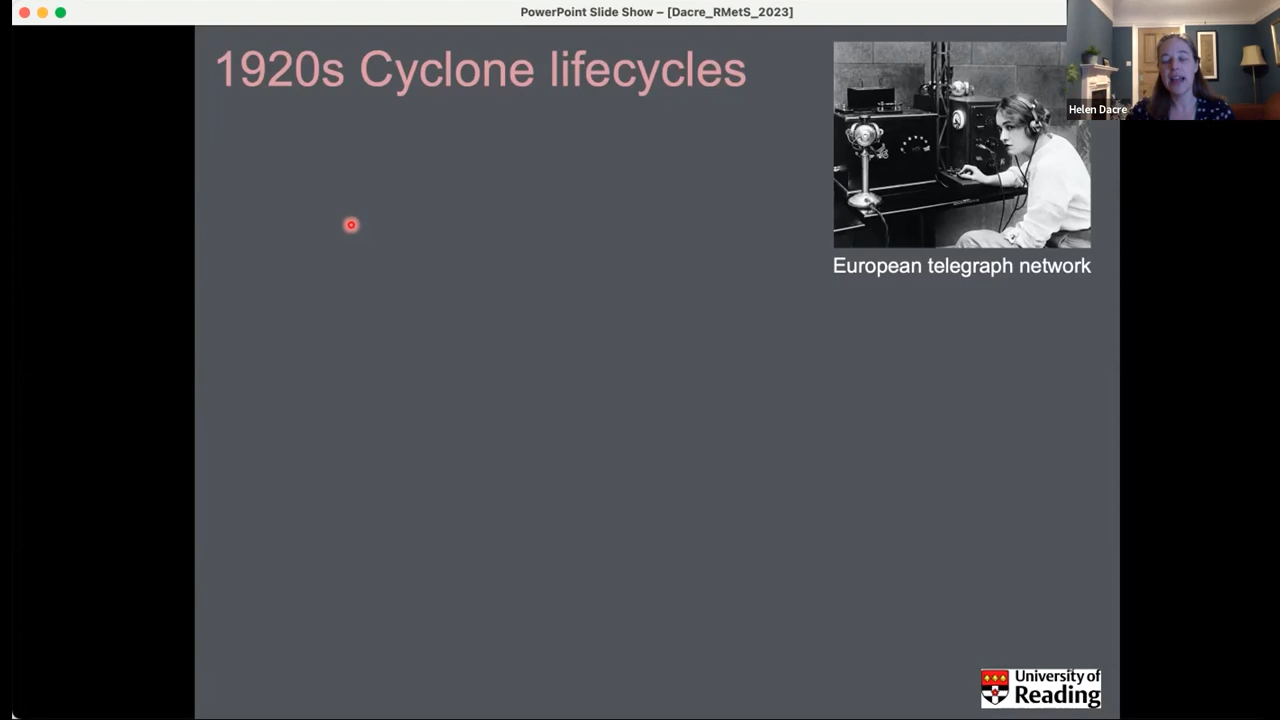 PowerPoint Slide Show – [Dacre_RMetS_2023]
1920s Cyclone lifecycles
Helen Dacre
European telegraph network
University of
Reading